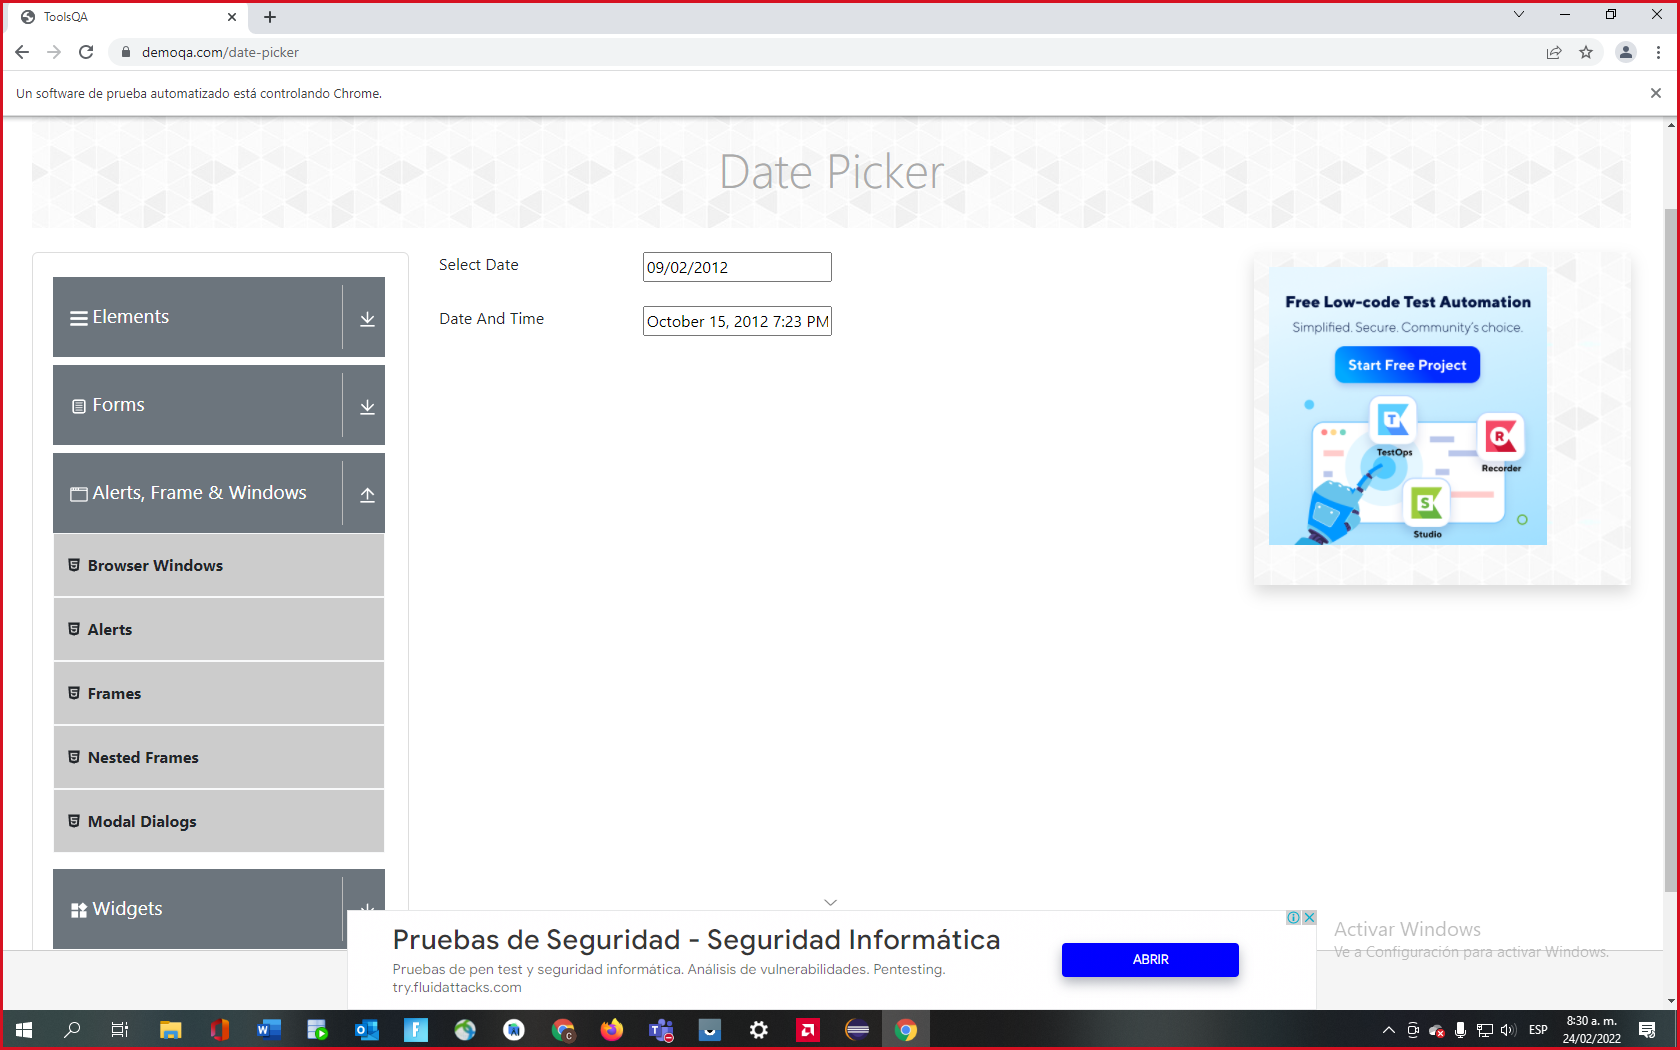 ToolsQA
demoqa.com/date-picker
Un software de prueba automatizado está controlando Chrome.
Date Picker
Select Date
09/02/2012
Date And Time
October 15, 2012 7:23 PM
Elements
Forms
Alerts, Frame & Windows
Browser Windows
Alerts
Frames
Nested Frames
Modal Dialogs
Widgets
Free Low-code Test Automation
Simplified. Secure. Community's choice.
Start Free Project
TestOps
Recorder
Studio
Pruebas de Seguridad - Seguridad Informática
Pruebas de pen test y seguridad informática. Análisis de vulnerabilidades. Pentesting.
try.fluidattacks.com
ABRIR
Activar Windows
Ve a Configuración para activar Windows.
ESP
8:30 a. m.
24/02/2022